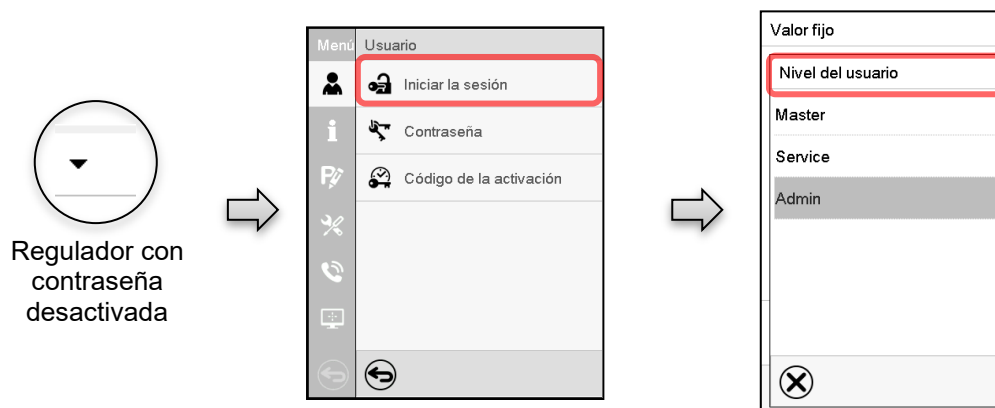 Regulador con
contraseña
desactivada
Menú
Usuario
Iniciar la sesión
Contraseña
Código de la activación
Valor fijo
Nivel del usuario
Master
Service
Admin